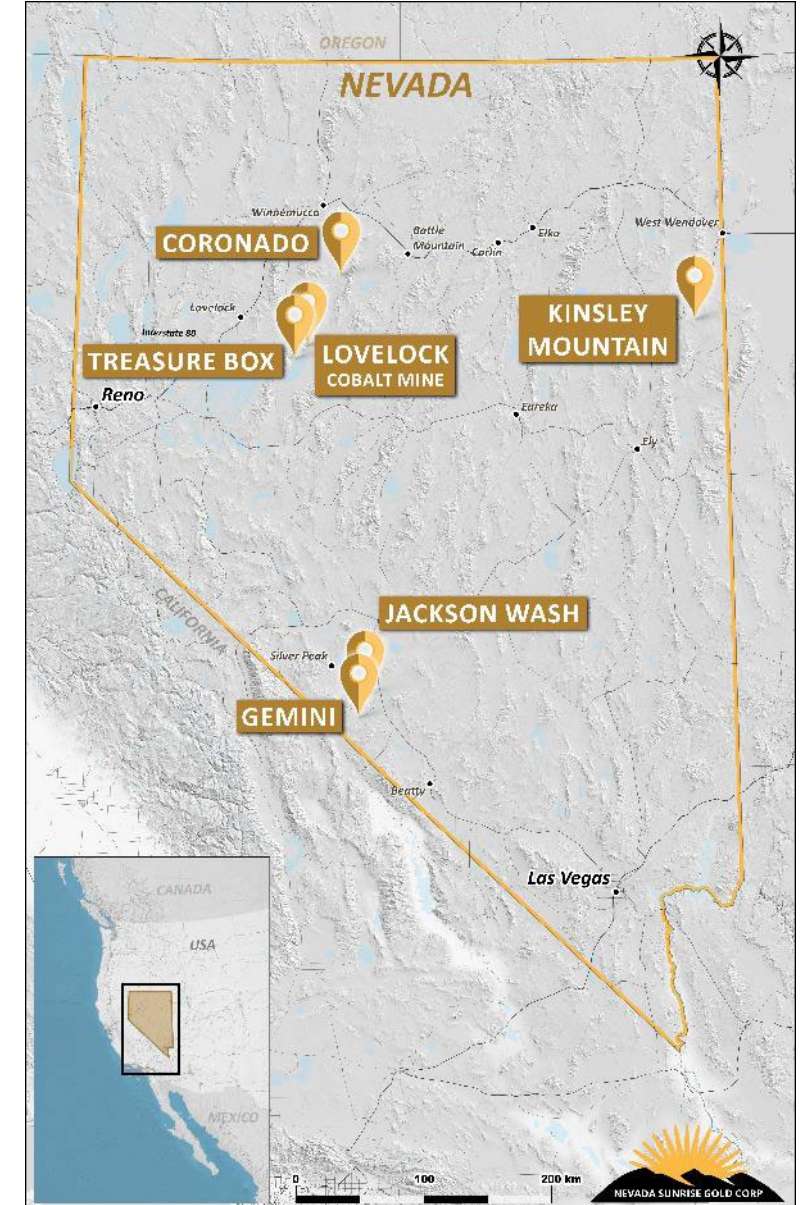 OREGON
NEVADA
Winnemucca
CORONADO
Battle
Mountain
Carlin
Elko
West Wendover
Lovelock
Interstate 80
KINSLEY
MOUNTAIN
TREASURE BOX
LOVELOCK
COBALT MINE
Reno
Eureka
Ely
CALIFORNIA
JACKSON WASH
Silver Peak
GEMINI
Beatty
Las Vegas
CANADA
USA
MEXICO
0 100 200 km
NEVADA SUNRISE GOLD CORP